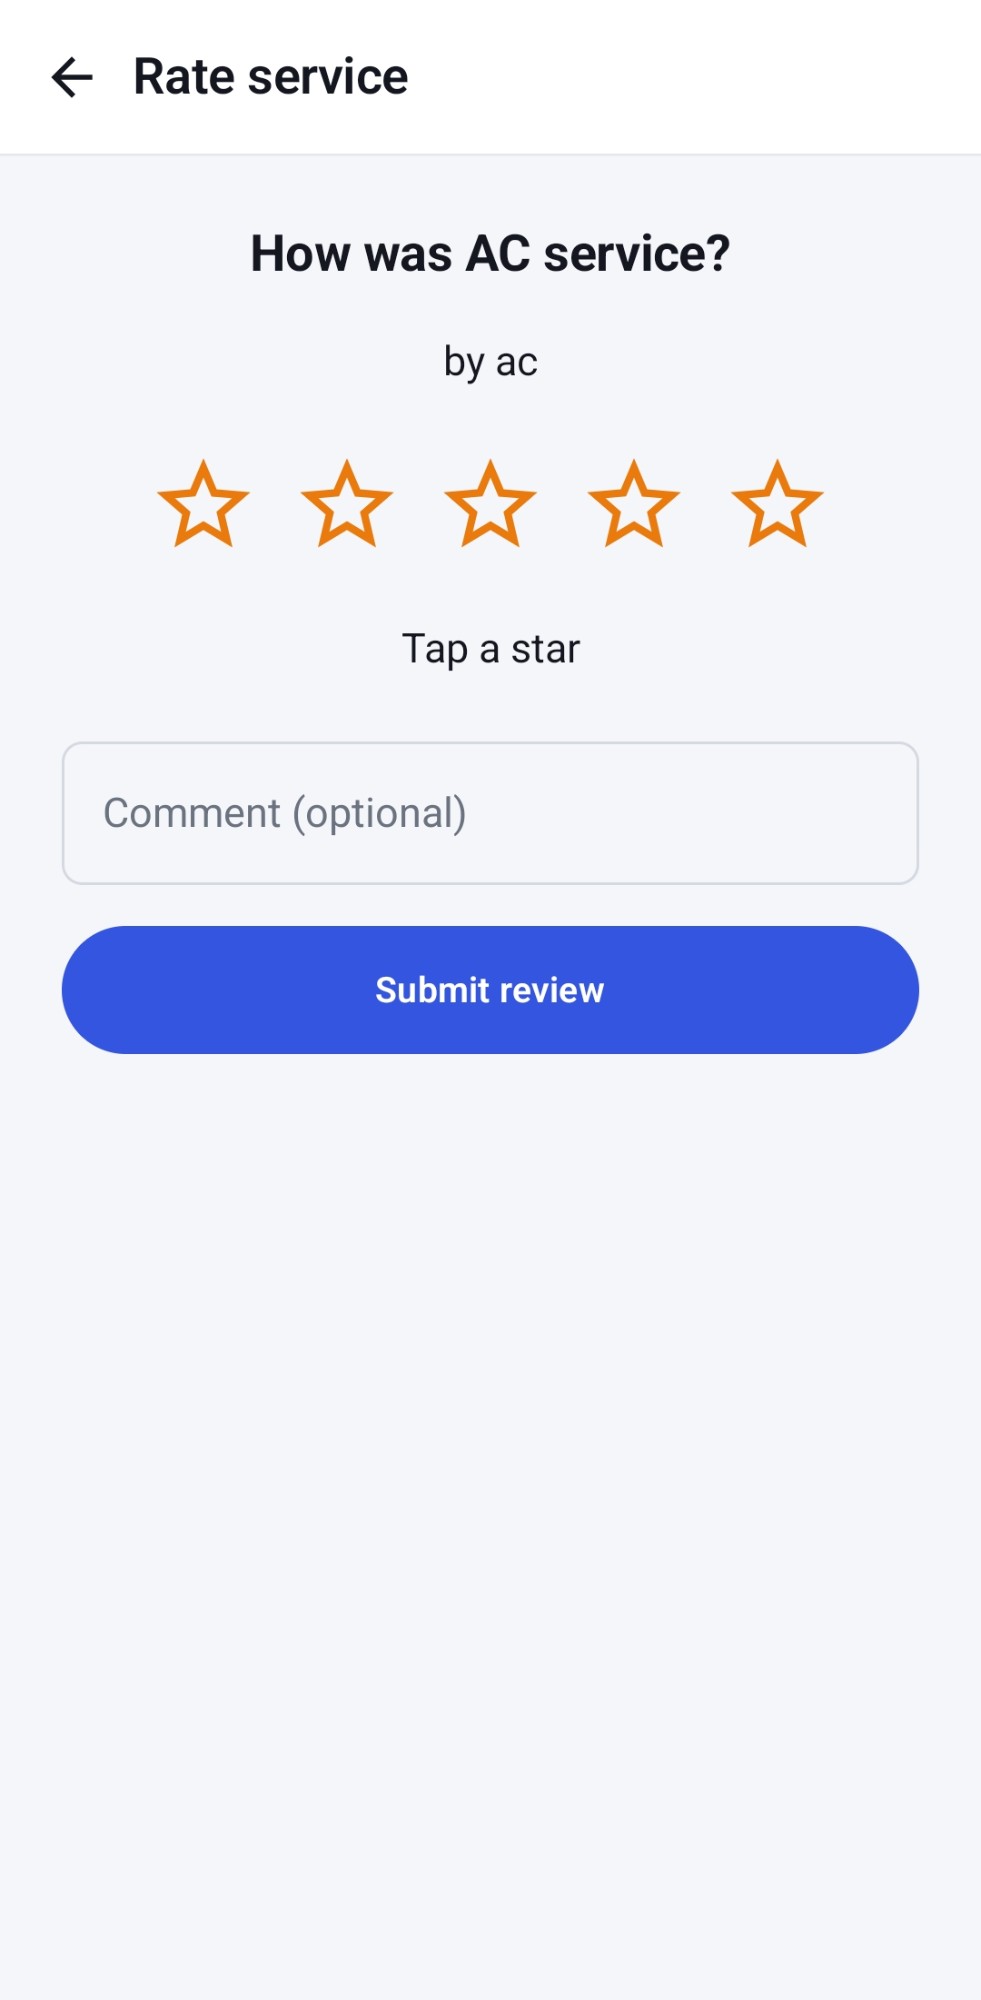 Rate service
How was AC service?
by ac
Tap a star
Comment (optional)
Submit review